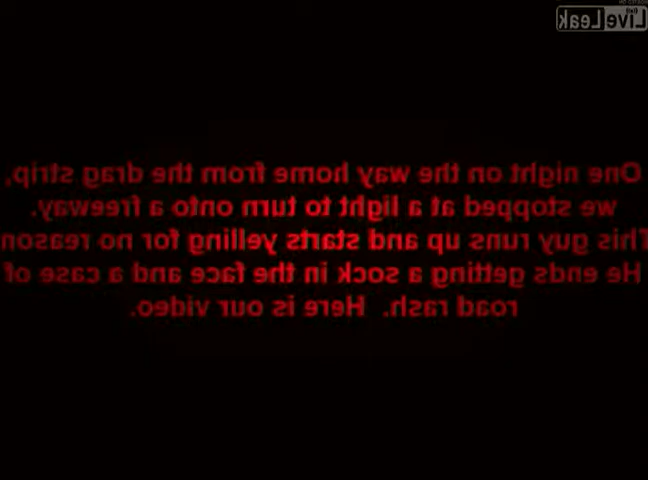 LiveLeak
One night on the way home from the drag strip,
we stopped at a light to turn onto a freeway.
This guy runs up and starts yelling for no reason
He ends getting a sock in the face and a case of
road rash. Here is our video.